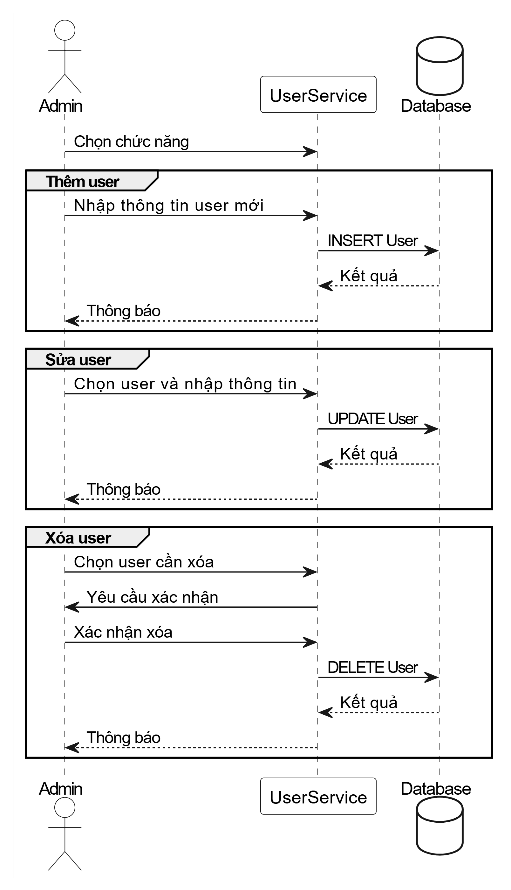 Admin
UserService
Database
Chọn chức năng
Thêm user
Nhập thông tin user mới
INSERT User
Kết quả
Thông báo
Sửa user
Chọn user và nhập thông tin
UPDATE User
Kết quả
Thông báo
Xóa user
Chọn user cần xóa
Yêu cầu xác nhận
Xác nhận xóa
DELETE User
Kết quả
Thông báo
Admin
UserService
Database